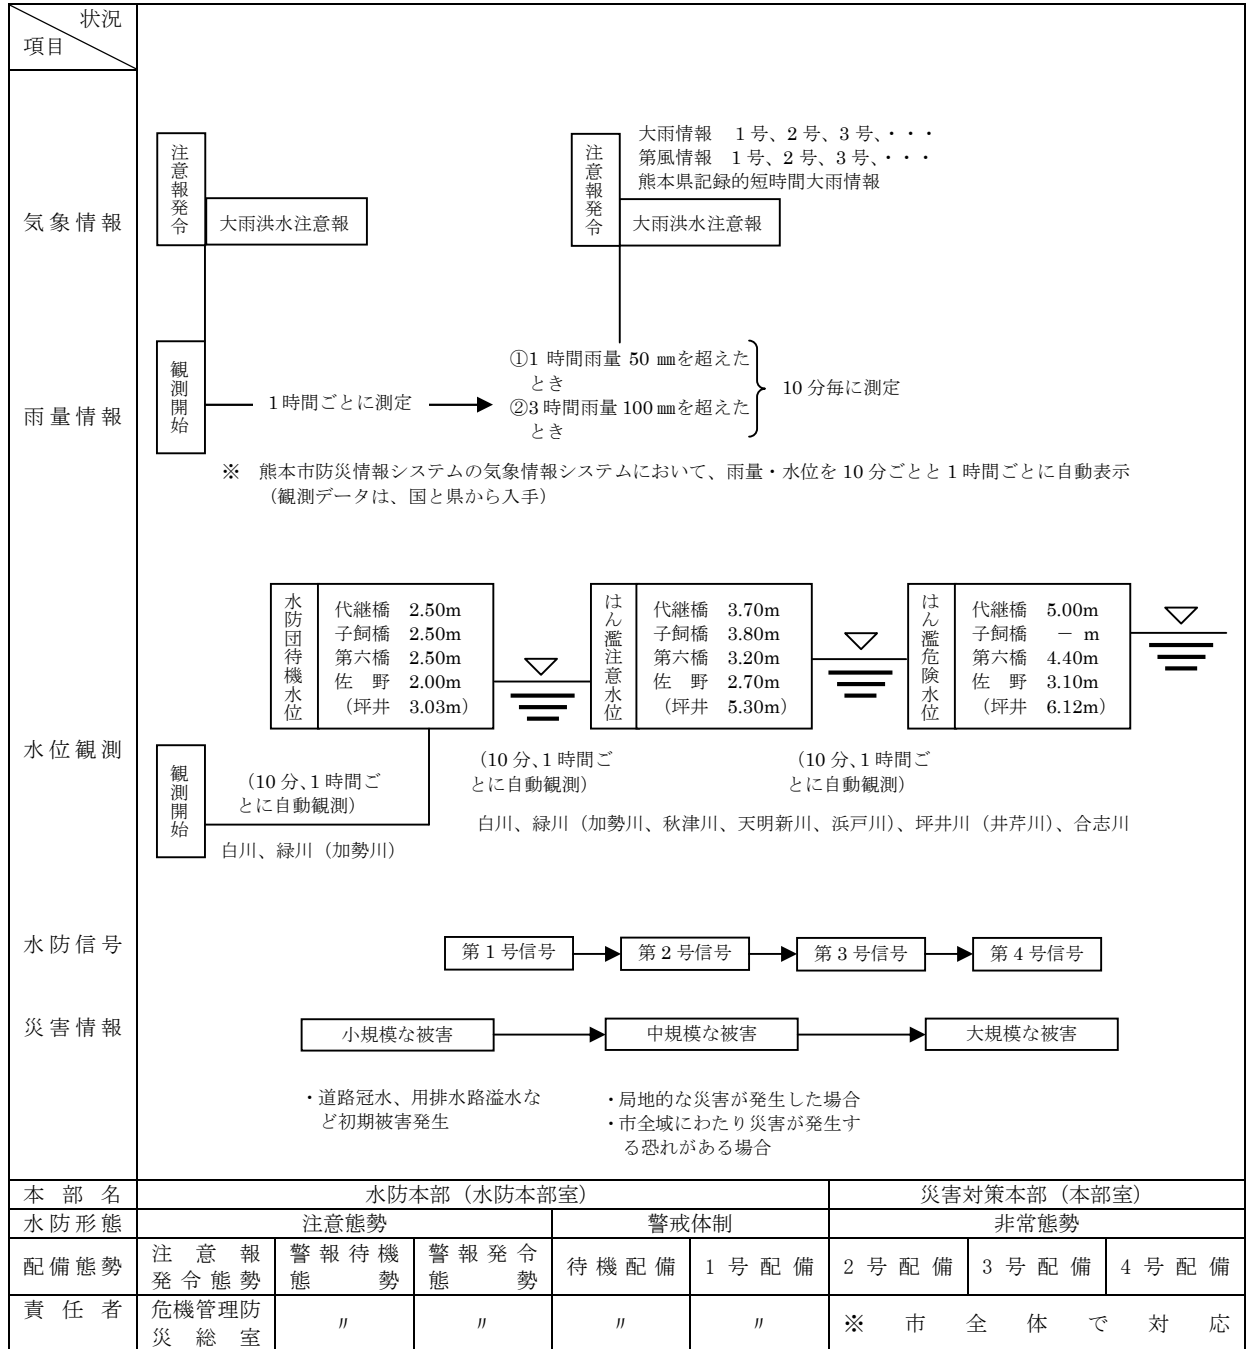 状況
項目
気象情報
注意報発令
大雨洪水注意報
注意報発令
大雨情報　1号、2号、3号、・・・
第風情報　1号、2号、3号、・・・
熊本県記録的短時間大雨情報
大雨洪水注意報
雨量情報
観測開始
1時間ごとに測定
①1 時間雨量 50 ㎜を超えた
とき
②3時間雨量 100 ㎜を超えた
とき
10分毎に測定
※　熊本市防災情報システムの気象情報システムにおいて、雨量・水位を10分ごとと1時間ごとに自動表示
（観測データは、国と県から入手）
水位観測
水防団待機水位
代継橋　2.50m
子飼橋　2.50m
第六橋　2.50m
佐　野　2.00m
（坪井　3.03m）
はん濫注意水位
代継橋　3.70m
子飼橋　3.80m
第六橋　3.20m
佐　野　2.70m
（坪井　5.30m）
はん濫危険水位
代継橋　5.00m
子飼橋　－ m
第六橋　4.40m
佐　野　3.10m
（坪井　6.12m）
観測開始
（10分、1時間ご
とに自動観測）
（10分、1時間ご
とに自動観測）
（10分、1時間ご
とに自動観測）
白川、緑川（加勢川）
白川、緑川（加勢川、秋津川、天明新川、浜戸川）、坪井川（井芹川）、合志川
水防信号
第1号信号
第2号信号
第3号信号
第4号信号
災害情報
小規模な被害
中規模な被害
大規模な被害
・道路冠水、用排水路溢水な
ど初期被害発生
・局地的な災害が発生した場合
・市全域にわたり災害が発生す
る恐れがある場合
本部名　水防本部（水防本部室）　災害対策本部（本部室）
水防形態　注意態勢　警戒体制　非常態勢
配備態勢
注意報
発令態勢
警報待機
態勢
警報発令
態勢
待機配備
1号配備
2号配備
3号配備
4号配備
責任者
危機管理防
災総室
〃
〃
〃
〃
※　市全体で対応